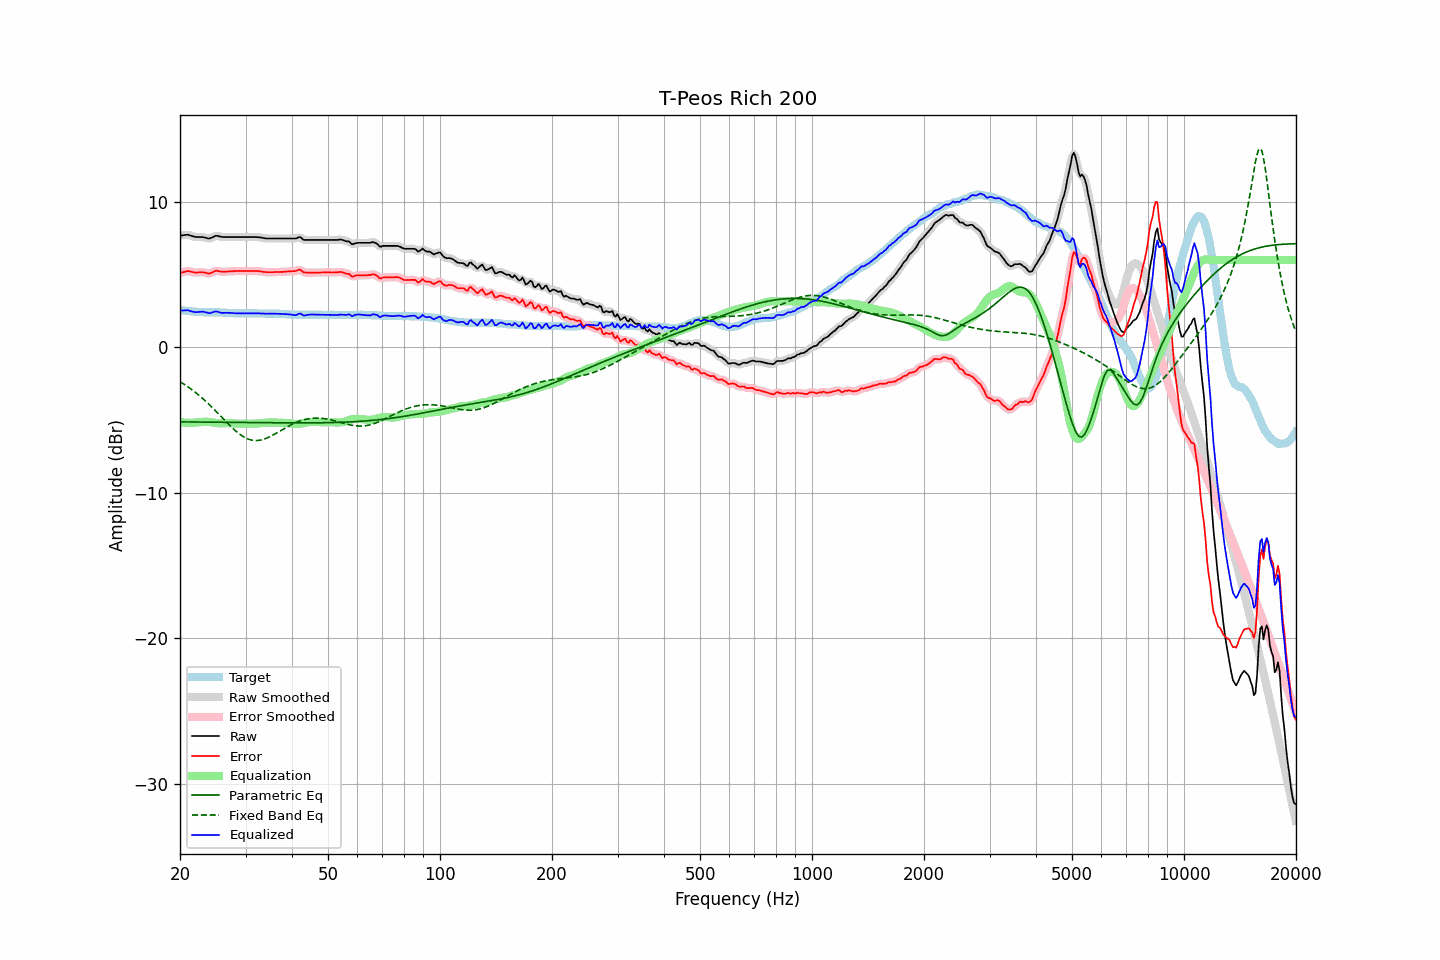 T-Peos Rich 200
Amplitude (dBr)
10
0
−10
−20
−30
Target
Raw Smoothed
Error Smoothed
Raw
Error
Equalization
Parametric Eq
Fixed Band Eq
Equalized
20 50 100 200 500 1000 2000 5000 10000 20000
Frequency (Hz)